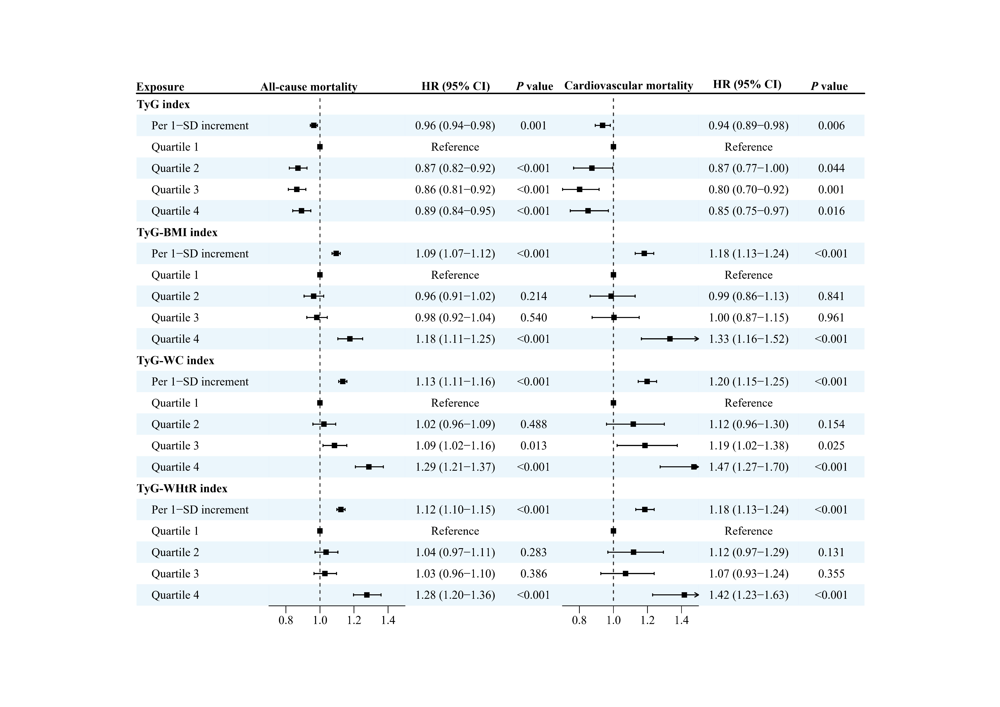 Exposure All-cause mortality HR (95% CI) P value Cardiovascular mortality HR (95% CI) P value
TyG index
Per 1−SD increment 0.96 (0.94−0.98) 0.001 0.94 (0.89−0.98) 0.006
Quartile 1 Reference Reference
Quartile 2 0.87 (0.82−0.92) <0.001 0.87 (0.77−1.00) 0.044
Quartile 3 0.86 (0.81−0.92) <0.001 0.80 (0.70−0.92) 0.001
Quartile 4 0.89 (0.84−0.95) <0.001 0.85 (0.75−0.97) 0.016
TyG-BMI index
Per 1−SD increment 1.09 (1.07−1.12) <0.001 1.18 (1.13−1.24) <0.001
Quartile 1 Reference Reference
Quartile 2 0.96 (0.91−1.02) 0.214 0.99 (0.86−1.13) 0.841
Quartile 3 0.98 (0.92−1.04) 0.540 1.00 (0.87−1.15) 0.961
Quartile 4 1.18 (1.11−1.25) <0.001 1.33 (1.16−1.52) <0.001
TyG-WC index
Per 1−SD increment 1.13 (1.11−1.16) <0.001 1.20 (1.15−1.25) <0.001
Quartile 1 Reference Reference
Quartile 2 1.02 (0.96−1.09) 0.488 1.12 (0.96−1.30) 0.154
Quartile 3 1.09 (1.02−1.16) 0.013 1.19 (1.02−1.38) 0.025
Quartile 4 1.29 (1.21−1.37) <0.001 1.47 (1.27−1.70) <0.001
TyG-WHtR index
Per 1−SD increment 1.12 (1.10−1.15) <0.001 1.18 (1.13−1.24) <0.001
Quartile 1 Reference Reference
Quartile 2 1.04 (0.97−1.11) 0.283 1.12 (0.97−1.29) 0.131
Quartile 3 1.03 (0.96−1.10) 0.386 1.07 (0.93−1.24) 0.355
Quartile 4 1.28 (1.20−1.36) <0.001 1.42 (1.23−1.63) <0.001
0.8 1.0 1.2 1.4 0.8 1.0 1.2 1.4